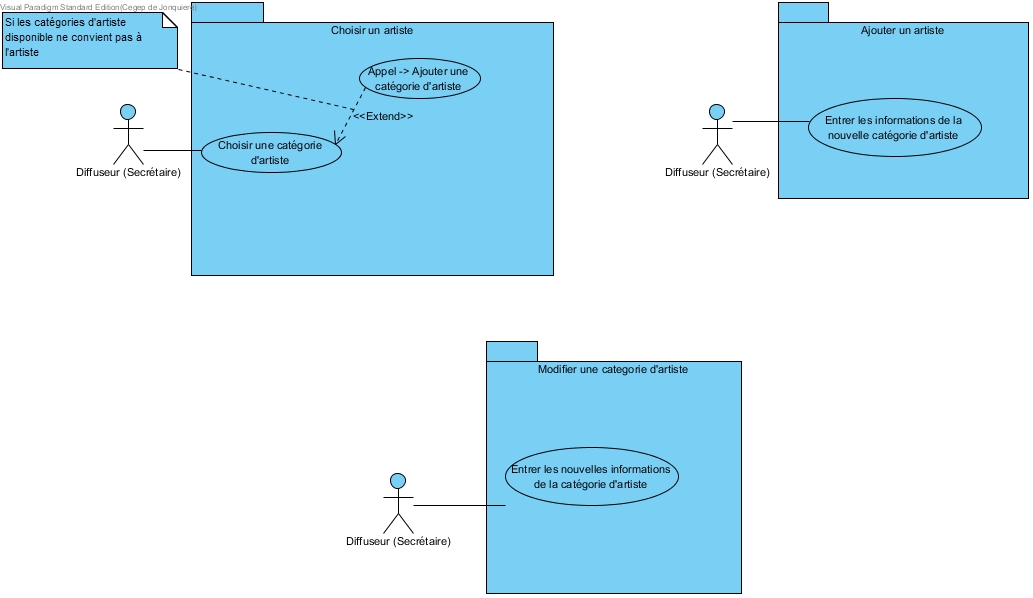 Visual Paradigm Standard Edition(Cegep de Jonquiere)
Si les catégories d'artiste
disponible ne convient pas à
l'artiste
Choisir un artiste
Appel -> Ajouter une
catégorie d'artiste
<<Extend>>
Choisir une catégorie
d'artiste
Diffuseur (Secrétaire)
Ajouter un artiste
Entrer les informations de la
nouvelle catégorie d'artiste
Diffuseur (Secrétaire)
Modifier une categorie d'artiste
Entrer les nouvelles informations
de la catégorie d'artiste
Diffuseur (Secrétaire)